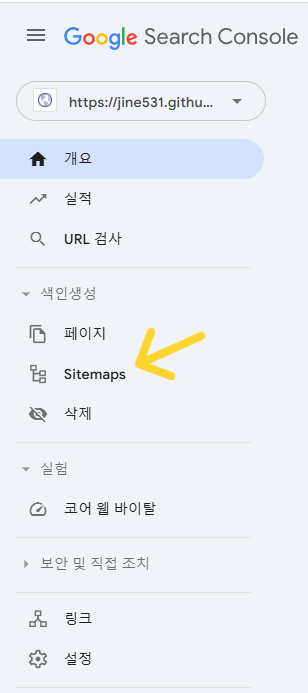 Google Search Console
https://jine531.githu...
개요
실적
URL 검사
색인생성
페이지
Sitemaps
삭제
실험
코어 웹 바이탈
보안 및 직접 조치
링크
설정